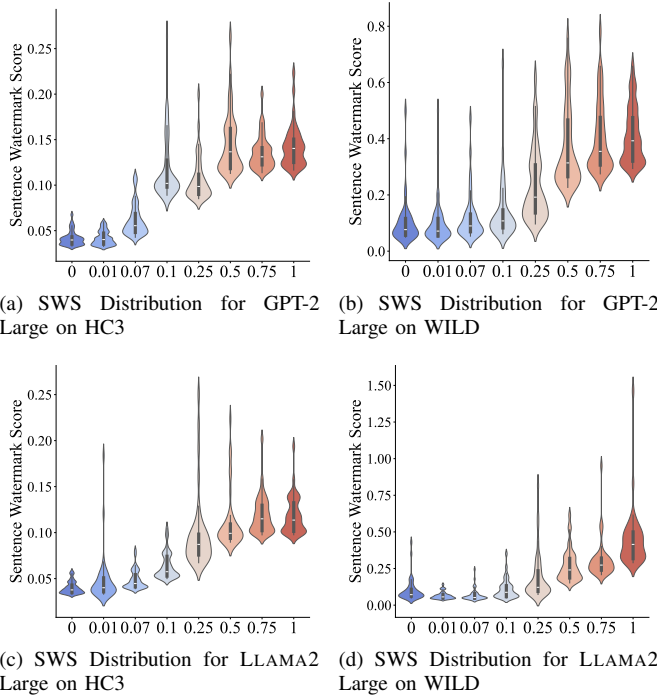 Sentence Watermark Score
0.25
0.20
0.15
0.10
0.05
0 0.01 0.07 0.1 0.25 0.5 0.75 1
(a) SWS Distribution for GPT-2
Large on HC3
Sentence Watermark Score
0.8
0.6
0.4
0.2
0.0
0 0.01 0.07 0.1 0.25 0.5 0.75 1
(b) SWS Distribution for GPT-2
Large on WILD
Sentence Watermark Score
0.25
0.20
0.15
0.10
0.05
0 0.01 0.07 0.1 0.25 0.5 0.75 1
(c) SWS Distribution for LLAMA2
Large on HC3
Sentence Watermark Score
1.50
1.25
1.00
0.75
0.50
0.25
0.00
0 0.01 0.07 0.1 0.25 0.5 0.75 1
(d) SWS Distribution for LLAMA2
Large on WILD